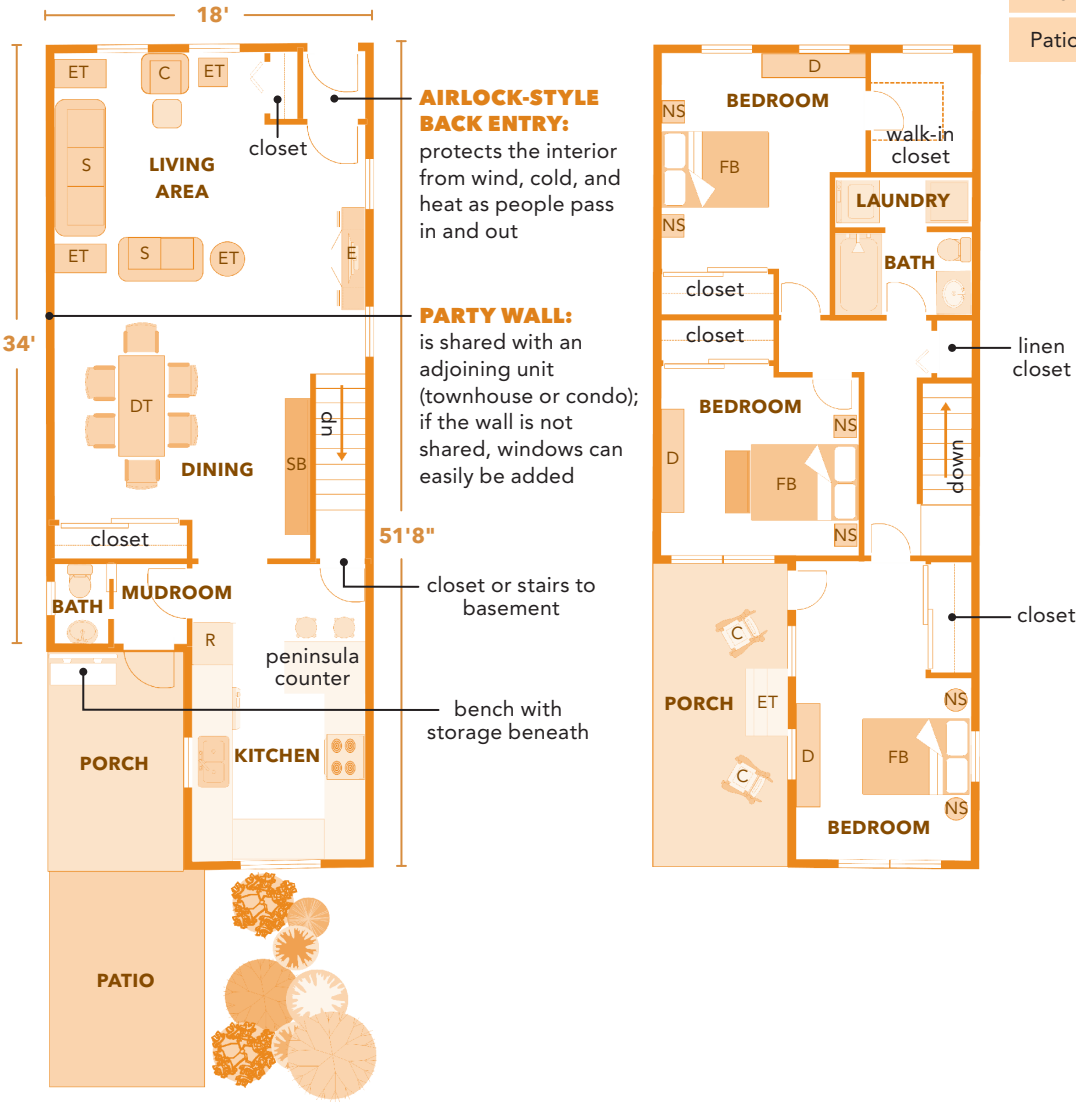 18'
ET
C
ET
closet
S
LIVING
AREA
ET
S
ET
E
34'
DT
DINING
SB
up
closet
51'8"
BATH
MUDROOM
R
peninsula
counter
KITCHEN
PORCH
PATIO
AIRLOCK-STYLE
BACK ENTRY:
protects the interior
from wind, cold, and
heat as people pass
in and out
PARTY WALL:
is shared with an
adjoining unit
(townhouse or condo);
if the wall is not
shared, windows can
easily be added
closet or stairs to
basement
bench with
storage beneath
Patio
D
BEDROOM
NS
FB
NS
walk-in
closet
LAUNDRY
BATH
closet
closet
linen
closet
BEDROOM
NS
D
FB
NS
down
closet
C
PORCH
ET
C
D
NS
FB
NS
BEDROOM